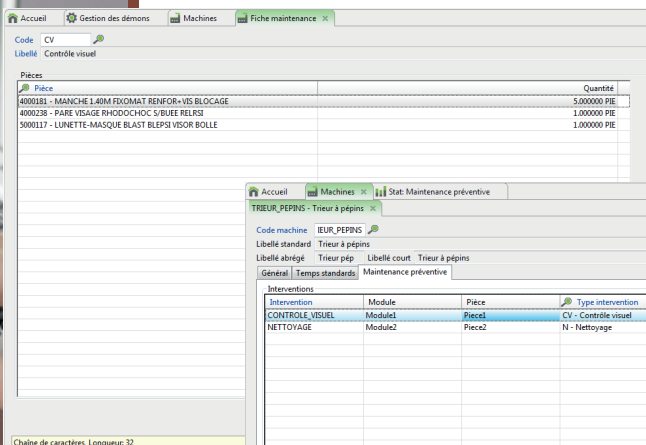 Accueil Gestion des démons Machines Fiche maintenance
Code CV
Libellé Contrôle visuel
Pièces
Pièce Quantité
4000181 - MANCHE 1.40M FIXOMAT RENFOR+VIS BLOCAGE 5.000000 PIE
4000238 - PARE VISAGE RHODOCHOC S/BUEE RELRSI 1.000000 PIE
5000117 - LUNETTE-MASQUE BLAST BLEPSI VISOR BOLLE 1.000000 PIE
Accueil Machines Stat: Maintenance préventive
TRIEUR_PEPINS - Trieur à pépins
Code machine IEUR_PEPINS
Libellé standard Trieur à pépins
Libellé abrégé Trieur pép Libellé court Trieur à pépins
Général Temps standards Maintenance préventive
Interventions
Intervention Module Pièce Type intervention
CONTROLE_VISUEL Module1 Piece1 CV - Contrôle visuel
NETTOYAGE Module2 Piece2 N - Nettoyage
Chaîne de caractères Longueur: 32